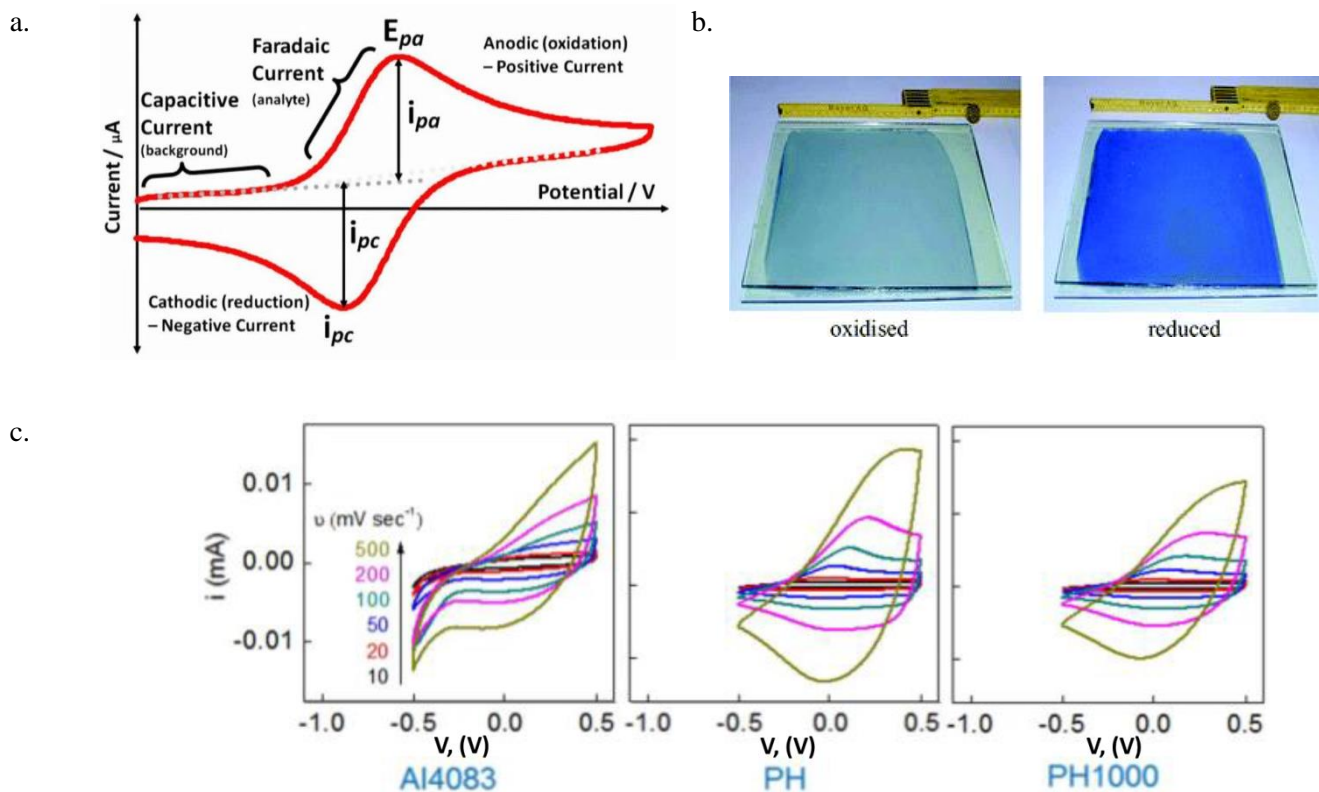 a.
E_pa
Faradaic
Current
(analyte)
Anodic (oxidation)
– Positive Current
Capacitive
Current
(background)
i_pa
Current / µA
Potential / V
i_pc
Cathodic (reduction)
– Negative Current
i_pc
b.
oxidised
reduced
c.
i (mA)
0.01
0.00
-0.01
υ (mV sec⁻¹)
500
200
100
50
20
10
-1.0 -0.5 0.0 0.5
V, (V)
AI4083
-1.0 -0.5 0.0 0.5
V, (V)
PH
-1.0 -0.5 0.0 0.5
V, (V)
PH1000